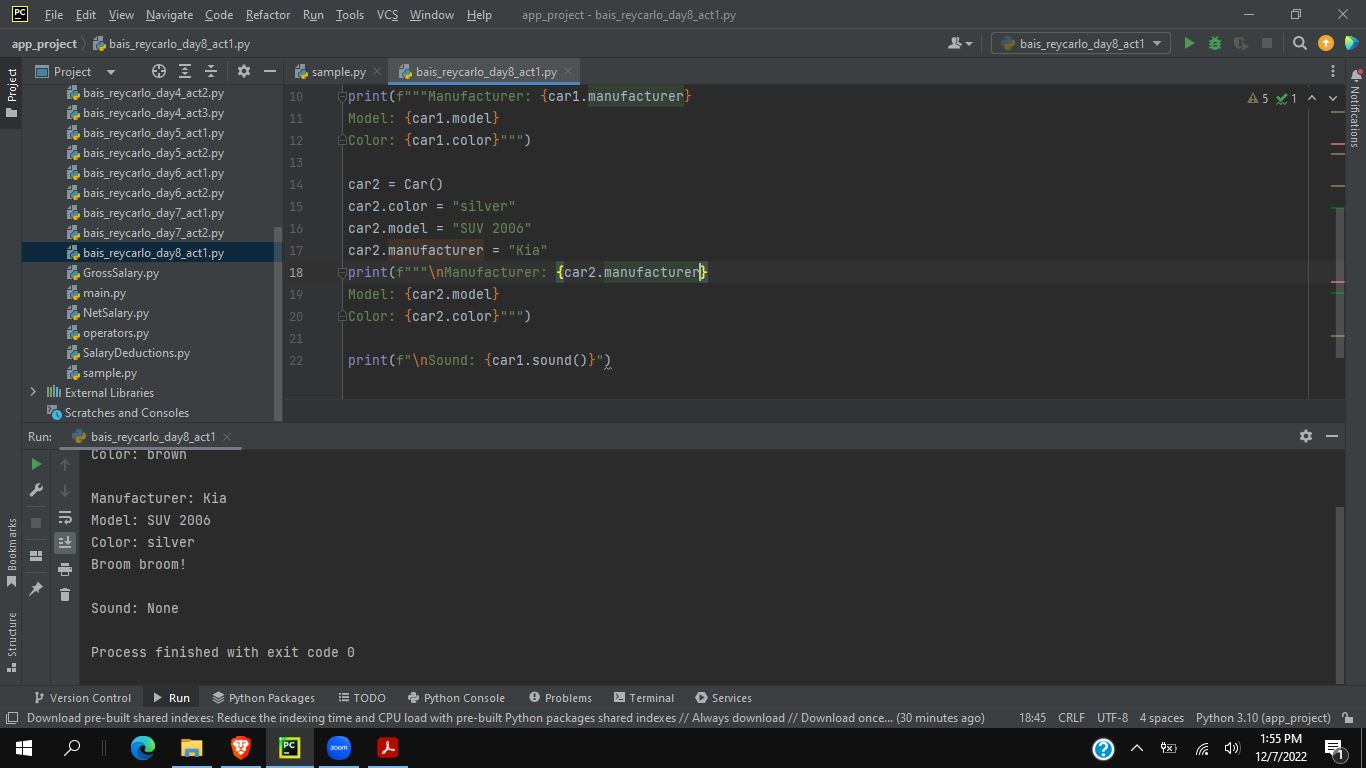 PC File Edit View Navigate Code Refactor Run Tools VCS Window Help app_project - bais_reycarlo_day8_act1.py
app_project bais_reycarlo_day8_act1.py bais_reycarlo_day8_act1
Project Project sample.py bais_reycarlo_day8_act1.py
Notifications
bais_reycarlo_day4_act2.py
bais_reycarlo_day4_act3.py
bais_reycarlo_day5_act1.py
bais_reycarlo_day5_act2.py
bais_reycarlo_day6_act1.py
bais_reycarlo_day6_act2.py
bais_reycarlo_day7_act1.py
bais_reycarlo_day7_act2.py
bais_reycarlo_day8_act1.py
GrossSalary.py
main.py
NetSalary.py
operators.py
SalaryDeductions.py
sample.py
External Libraries
Scratches and Consoles
5 1
10 print(f"""Manufacturer: {car1.manufacturer}
11 Model: {car1.model}
12 Color: {car1.color}""")
13
14 car2 = Car()
15 car2.color = "silver"
16 car2.model = "SUV 2006"
17 car2.manufacturer = "Kia"
18 print(f"""\nManufacturer: {car2.manufacturer}
19 Model: {car2.model}
20 Color: {car2.color}""")
21
22 print(f"\nSound: {car1.sound()}")
Run: bais_reycarlo_day8_act1
Color: brown
Manufacturer: Kia
Model: SUV 2006
Color: silver
Broom broom!
Sound: None
Process finished with exit code 0
Bookmarks
Structure
Version Control Run Python Packages TODO Python Console Problems Terminal Services
Download pre-built shared indexes: Reduce the indexing time and CPU load with pre-built Python packages shared indexes // Always download // Download once... (30 minutes ago) 18:45 CRLF UTF-8 4 spaces Python 3.10 (app_project)
PC zoom 1:55 PM
12/7/2022 1